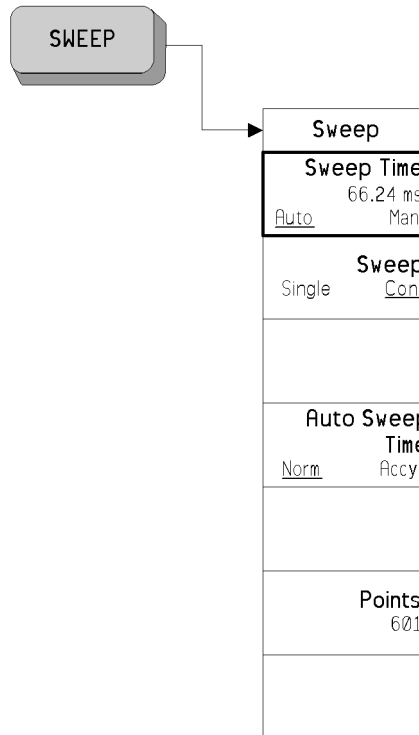 SWEEP
Sweep
Sweep Time
66.24 ms
Auto Man
Sweep
Single Con
Auto Sweep
Time
Norm Accy
Points
601